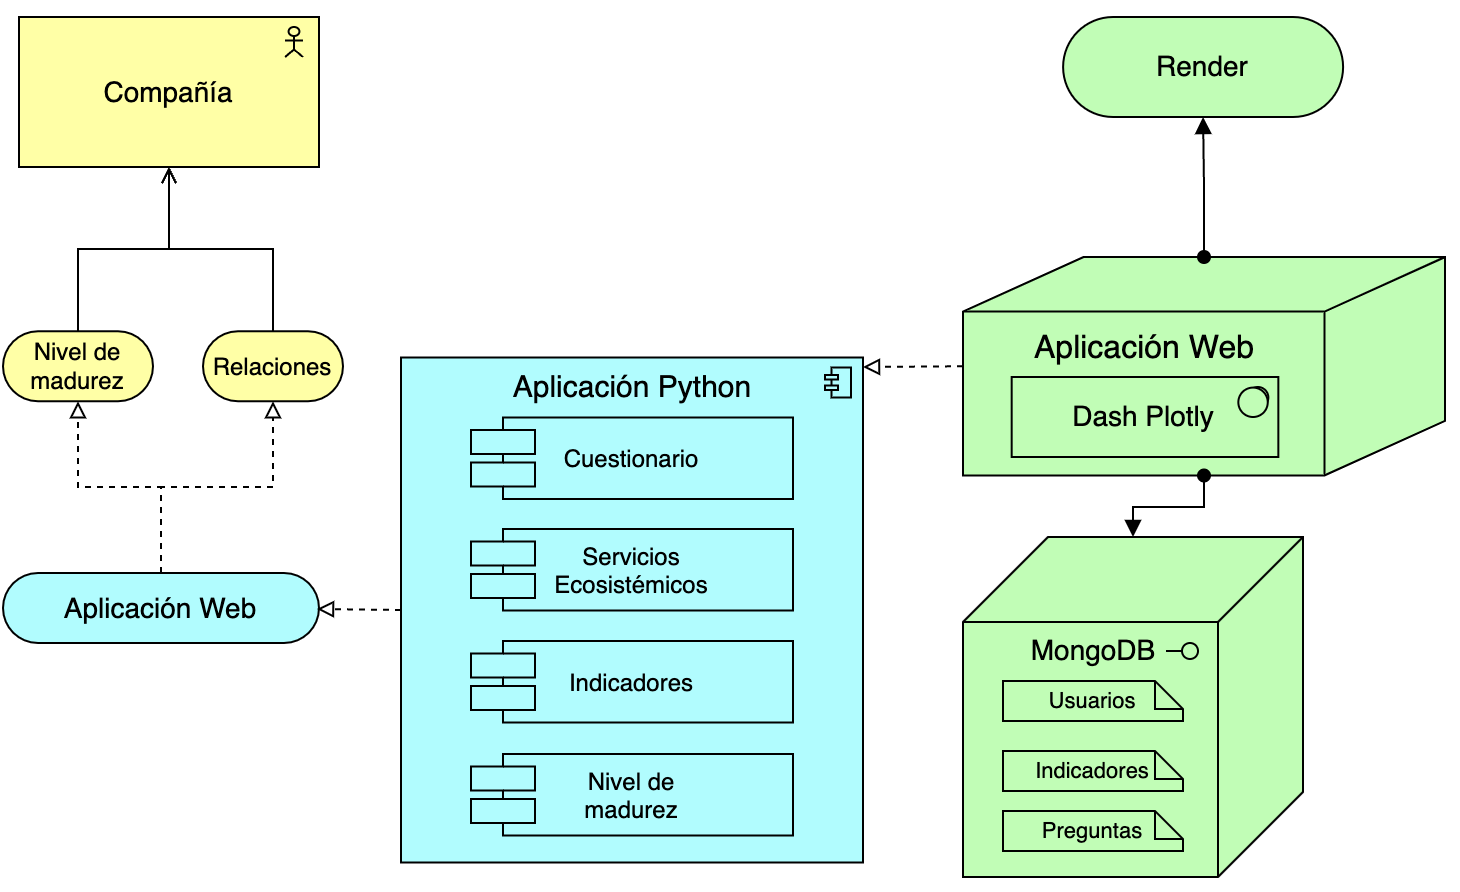 Compañía
Nivel de
madurez
Relaciones
Aplicación Web
Aplicación Python
Cuestionario
Servicios
Ecosistémicos
Indicadores
Nivel de
madurez
Render
Aplicación Web
Dash Plotly
MongoDB
Usuarios
Indicadores
Preguntas